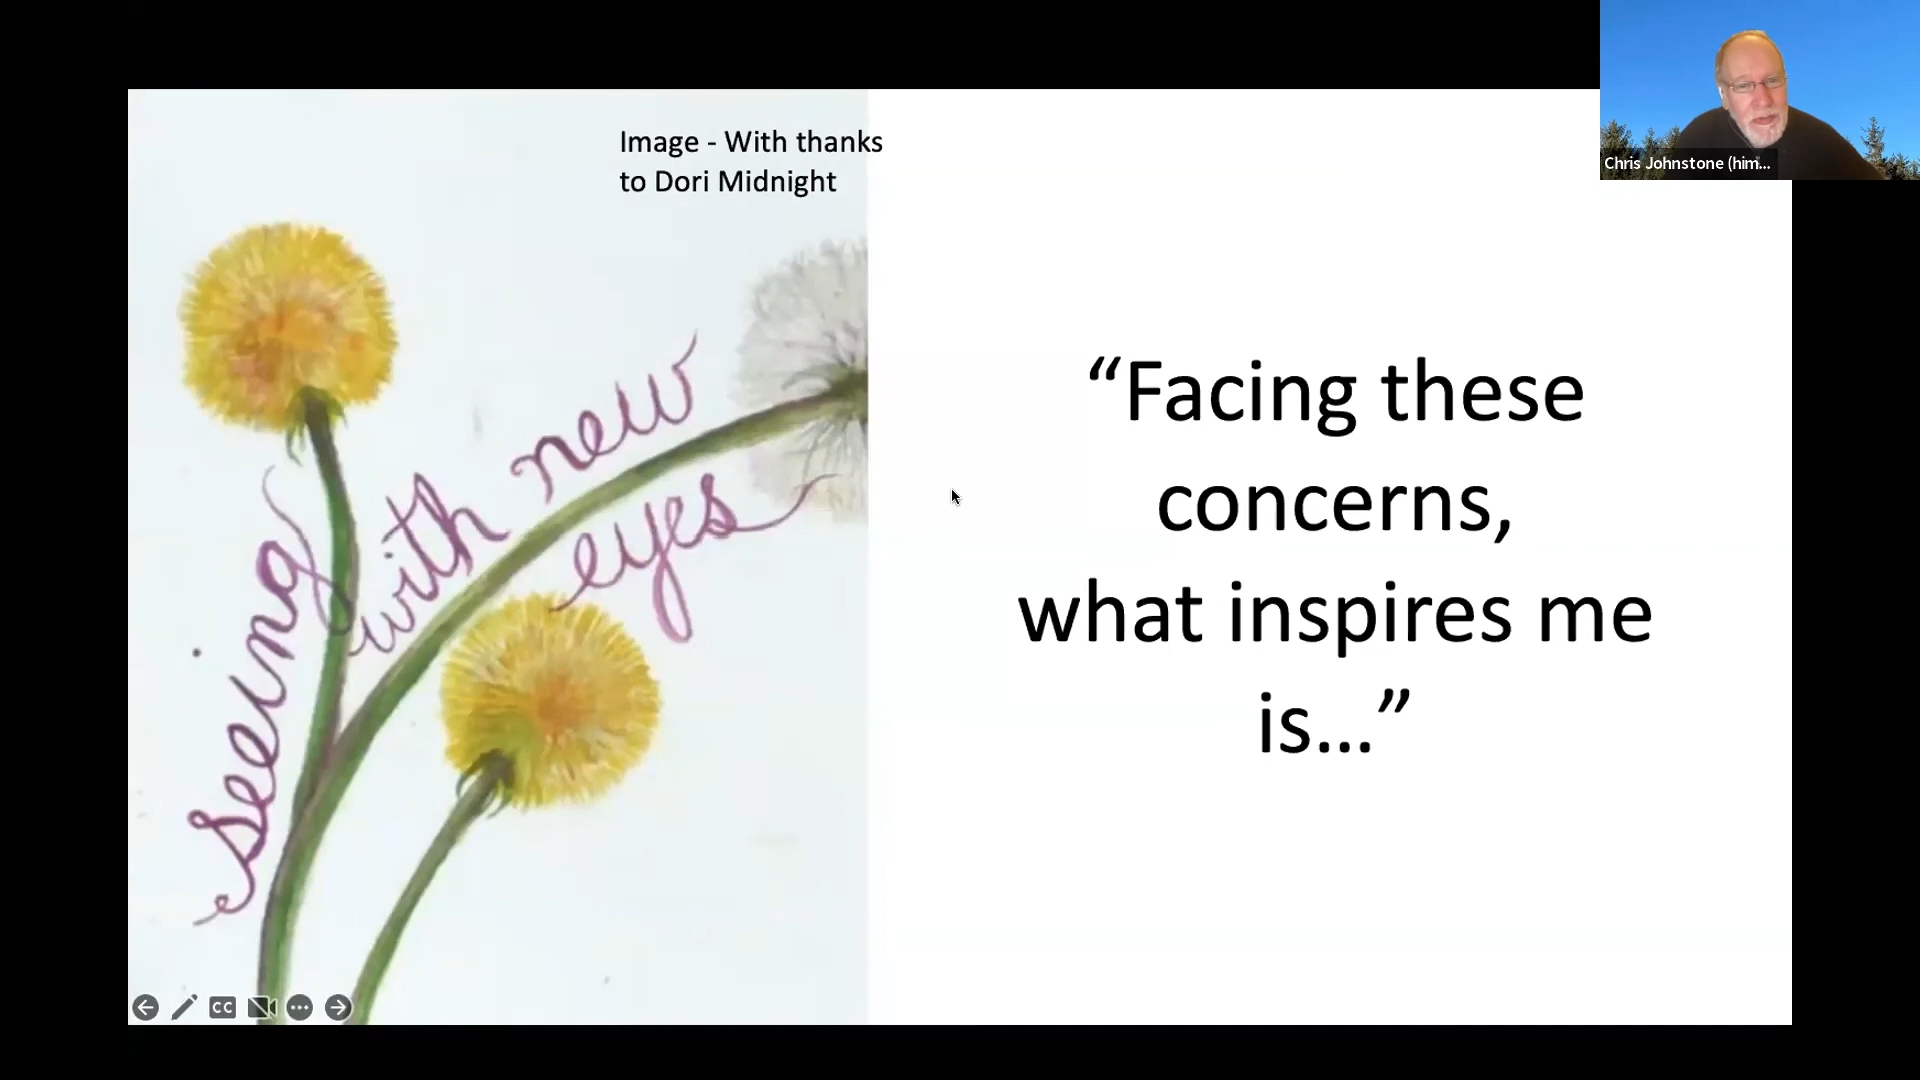 Image - With thanks
to Dori Midnight
seeing with new
eyes
“Facing these
concerns,
what inspires me
is...”
Chris Johnstone (him...
CC